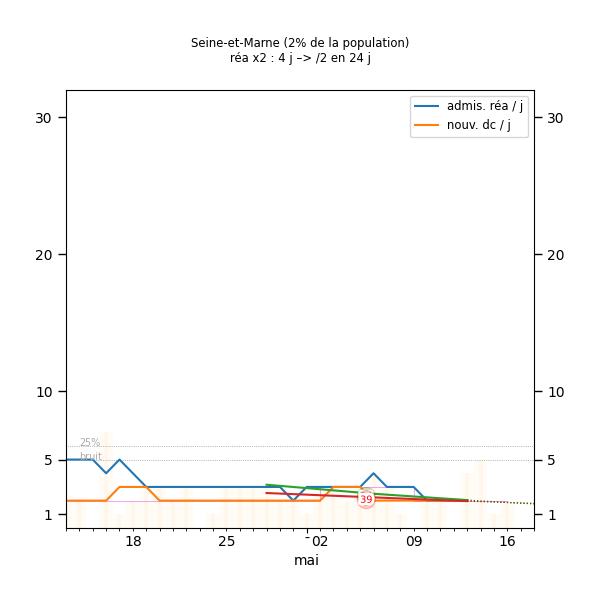 Seine-et-Marne (2% de la population)
réa x2 : 4 j –> /2 en 24 j
admis. réa / j
nouv. dc / j
30
30
20
20
10
10
25%
bruit
5
5
39
1
1
18
25
02
09
16
mai